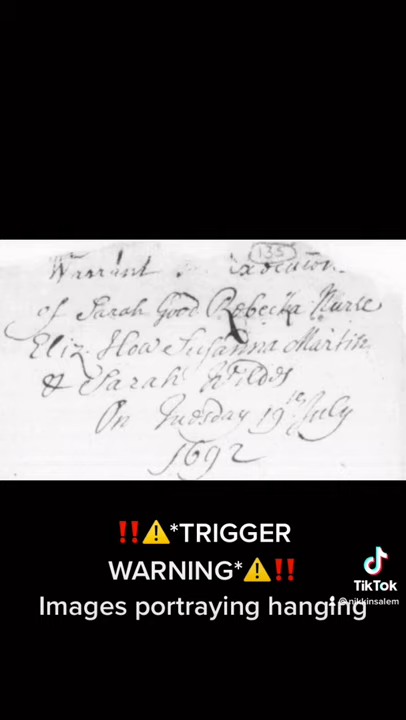 135
Warrant Execution
of Sarah Good Rebecka Nurse
Eliz. How Susanna Martin
& Sarah Wildes
On Tuesday 19th July
1692
‼️⚠️*TRIGGER
WARNING*⚠️‼️
Images portraying hanging
TikTok
@nikkinsalem